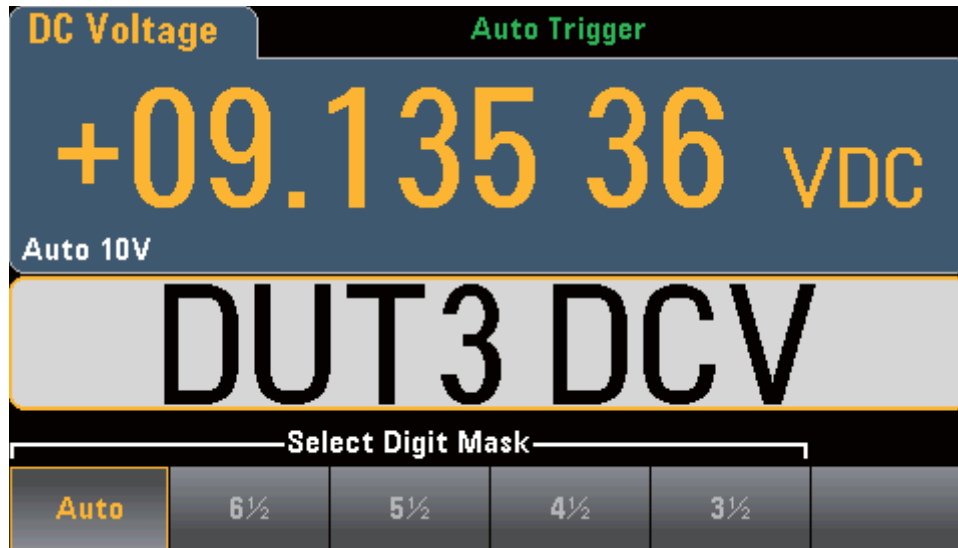 DC Voltage
Auto Trigger
+09.135 36 VDC
Auto 10V
DUT3 DCV
Select Digit Mask
Auto 6½ 5½ 4½ 3½